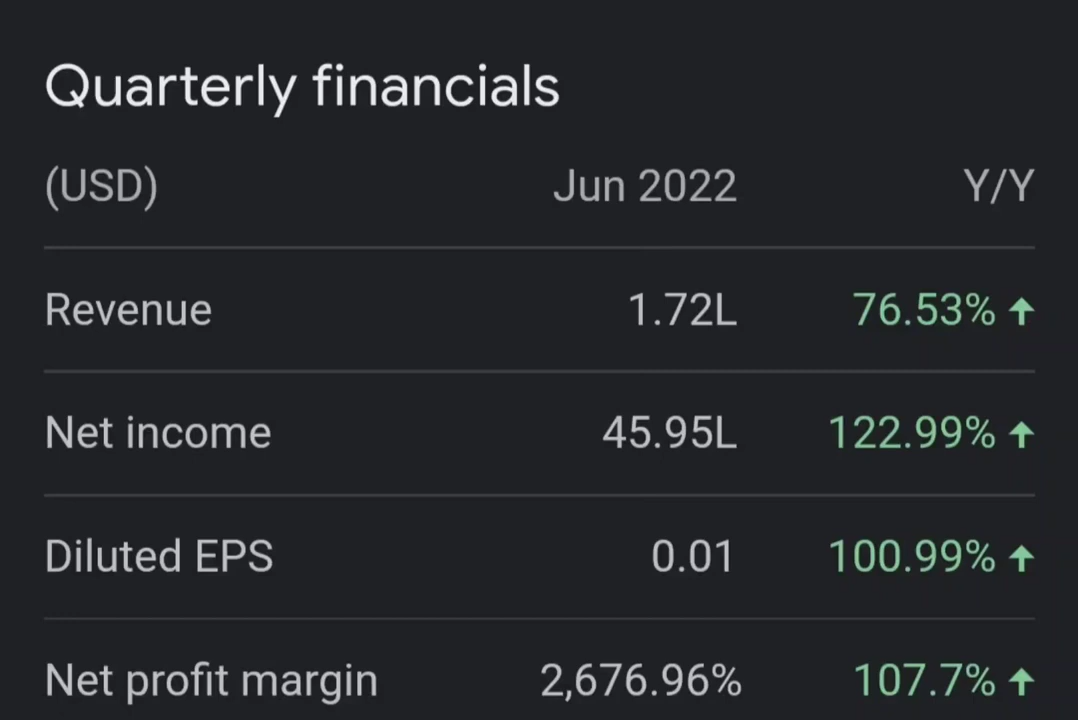 Quarterly financials
(USD) Jun 2022 Y/Y
Revenue 1.72L 76.53% ↑
Net income 45.95L 122.99% ↑
Diluted EPS 0.01 100.99% ↑
Net profit margin 2,676.96% 107.7% ↑